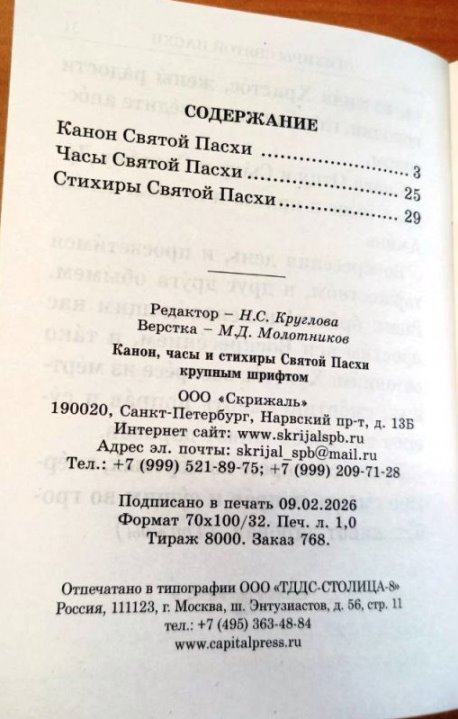 СОДЕРЖАНИЕ
Канон Святой Пасхи ........................ 3
Часы Святой Пасхи ........................ 25
Стихиры Святой Пасхи ................... 29
Редактор – Н.С. Круглова
Верстка – М.Д. Молотников
Канон, часы и стихиры Святой Пасхи
крупным шрифтом
ООО «Скрижаль»
190020, Санкт-Петербург, Нарвский пр-т, д. 13Б
Интернет сайт: www.skrijalspb.ru
Адрес эл. почты: skrijal_spb@mail.ru
Тел.: +7 (999) 521-89-75; +7 (999) 209-71-28
Подписано в печать 09.02.2026
Формат 70х100/32. Печ. л. 1,0
Тираж 8000. Заказ 768.
Отпечатано в типографии ООО «ТДДС-СТОЛИЦА-8»
Россия, 111123, г. Москва, ш. Энтузиастов, д. 56, стр. 11
тел.: +7 (495) 363-48-84
www.capitalpress.ru